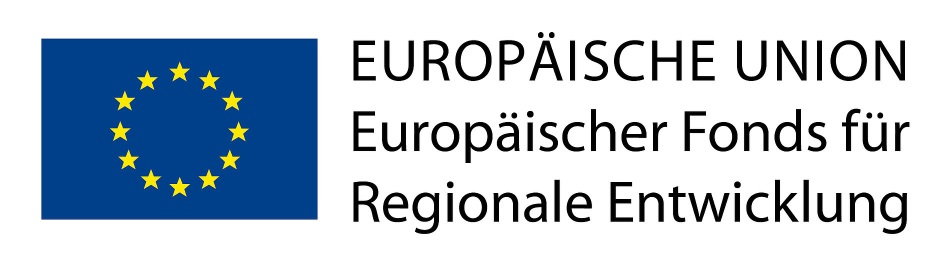 EUROPÄISCHE UNION
Europäischer Fonds für
Regionale Entwicklung